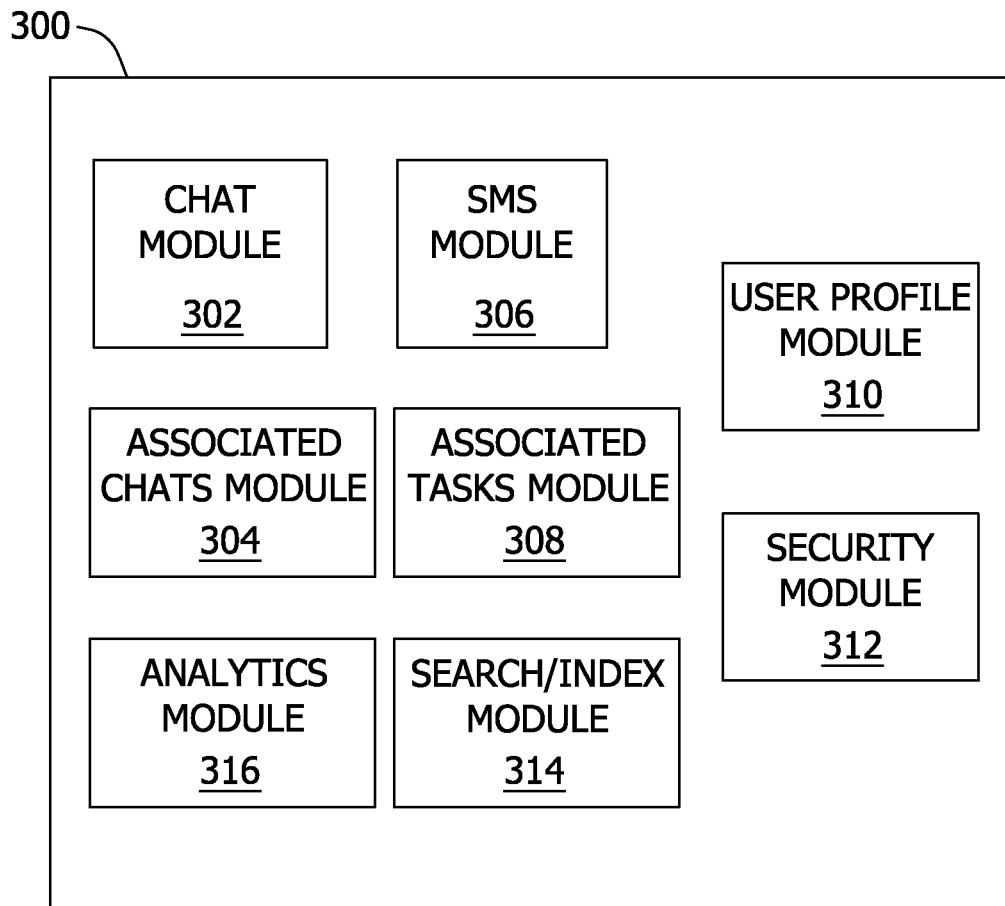 300
CHAT
MODULE
302
SMS
MODULE
306
USER PROFILE
MODULE
310
ASSOCIATED
CHATS MODULE
304
ASSOCIATED
TASKS MODULE
308
SECURITY
MODULE
312
ANALYTICS
MODULE
316
SEARCH/INDEX
MODULE
314